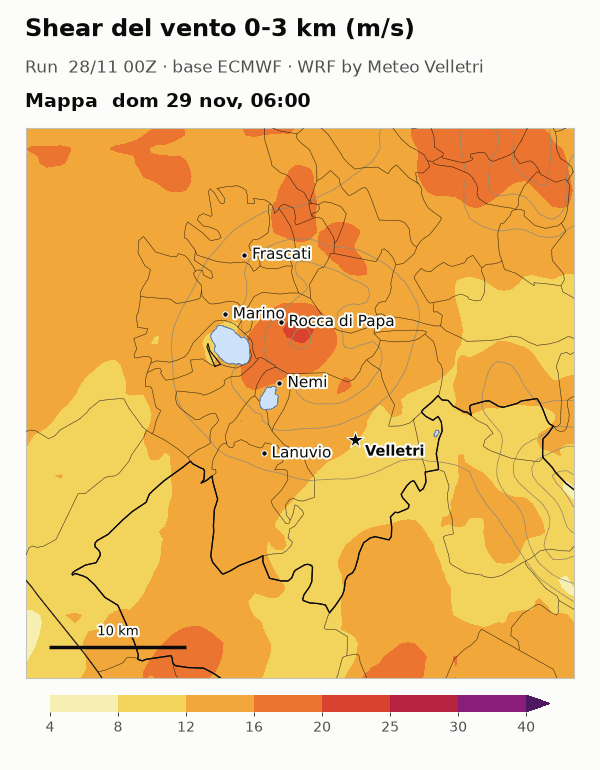 Shear del vento 0-3 km (m/s)
Run  28/11 00Z · base ECMWF · WRF by Meteo Velletri
Mappa  dom 29 nov, 06:00
Frascati
Marino
Rocca di Papa
Nemi
Velletri
Lanuvio
10 km
4 8 12 16 20 25 30 40